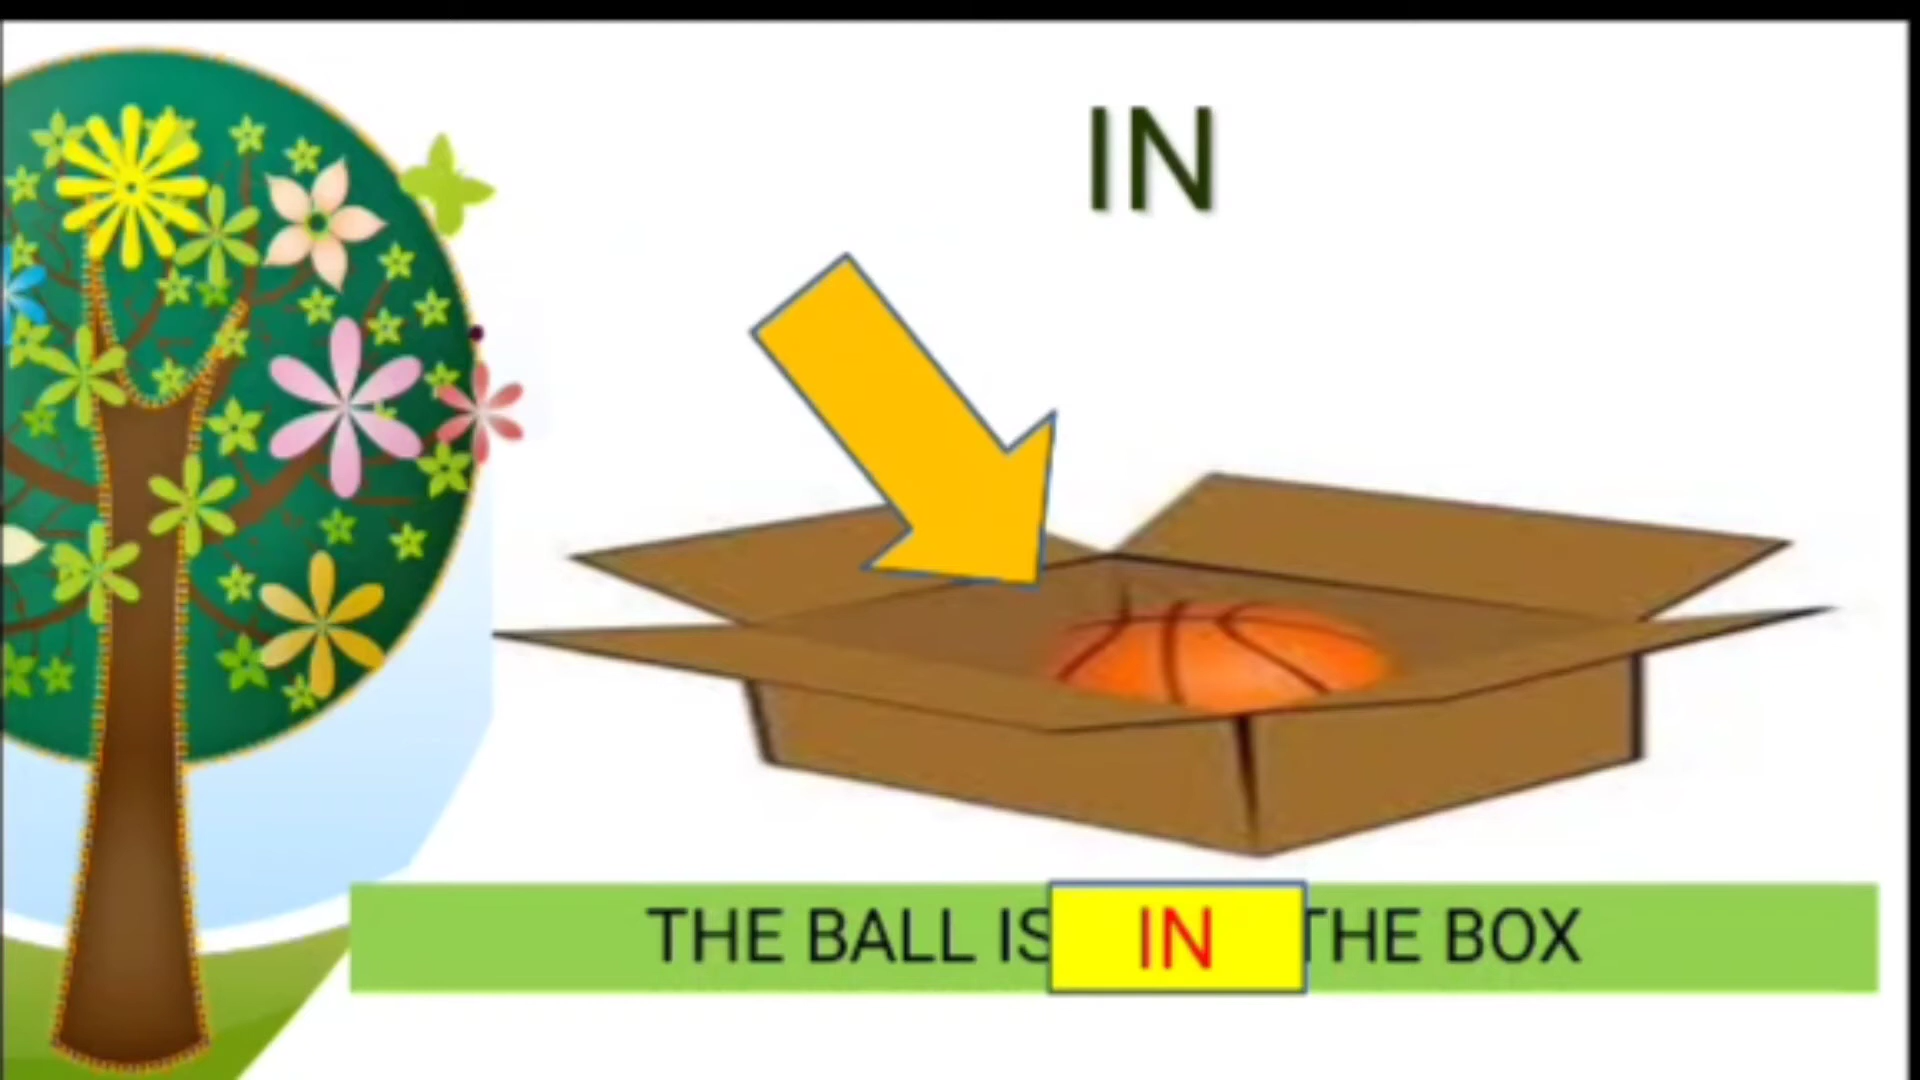 IN
THE BALL IS IN THE BOX